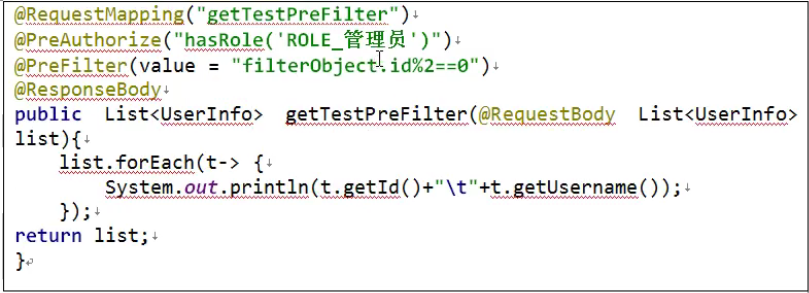 @RequestMapping("getTestPreFilter")
@PreAuthorize("hasRole('ROLE_管理员')")
@PreFilter(value = "filterObject.id%2==0")
@ResponseBody
public List<UserInfo> getTestPreFilter(@RequestBody List<UserInfo>
list){
list.forEach(t-> {
System.out.println(t.getId()+"\t"+t.getUsername());
});
return list;
}